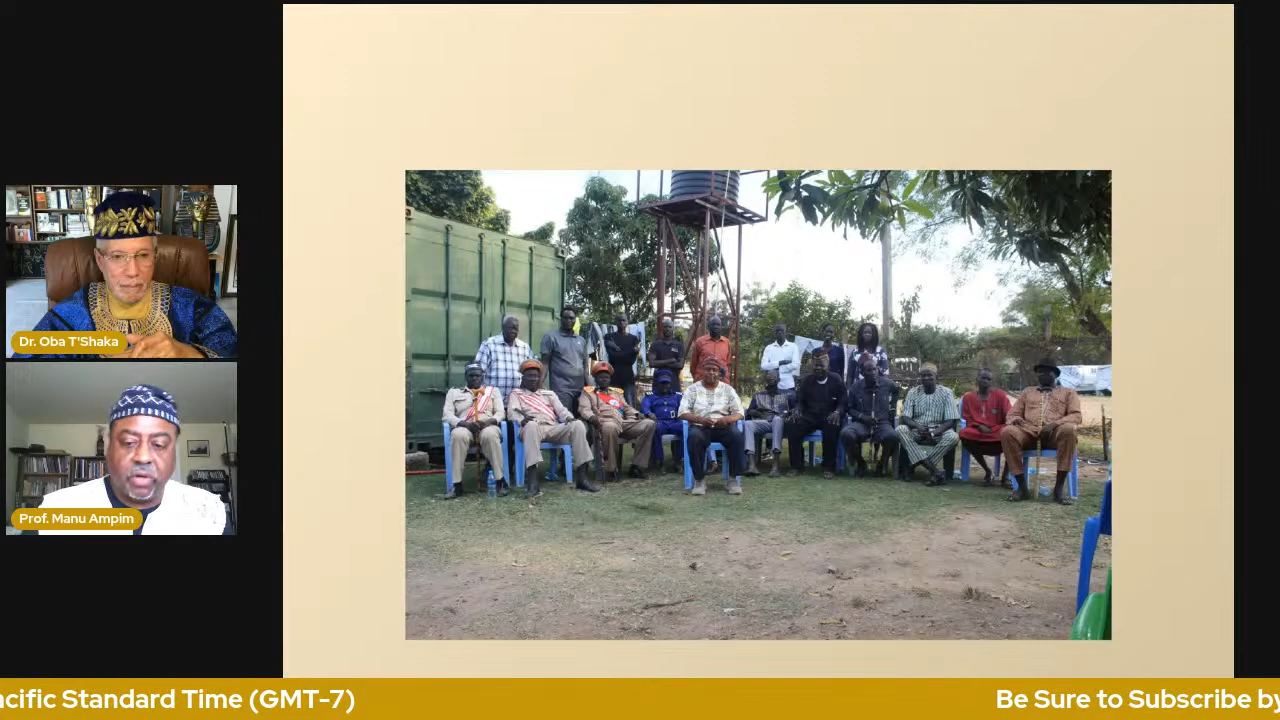 Dr. Oba T'Shaka
Prof. Manu Ampim
acific Standard Time (GMT-7)
Be Sure to Subscribe by